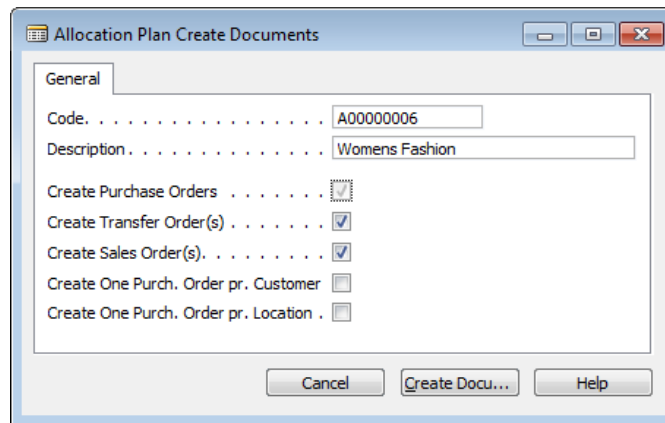 Allocation Plan Create Documents
General
Code. . . . . . . . . . . . . . . . . . A00000006
Description . . . . . . . . . . . . . . . Womens Fashion
Create Purchase Orders . . . . . . .
Create Transfer Order(s) . . . . . . .
Create Sales Order(s). . . . . . . . .
Create One Purch. Order pr. Customer
Create One Purch. Order pr. Location .
Cancel Create Docu... Help